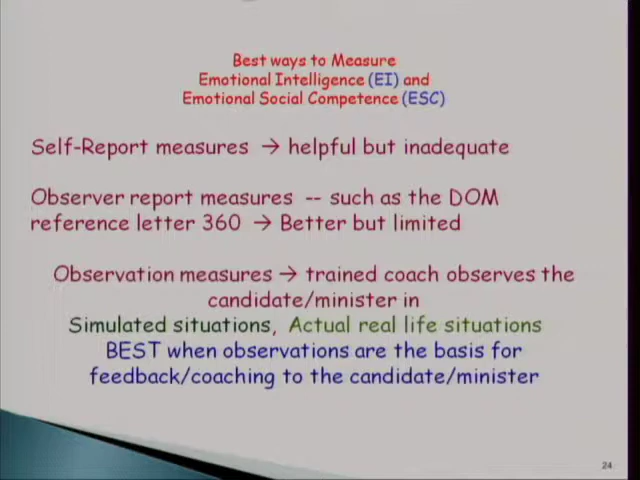 Best ways to Measure
Emotional Intelligence (EI) and
Emotional Social Competence (ESC)
Self-Report measures → helpful but inadequate
Observer report measures -- such as the DOM
reference letter 360 → Better but limited
Observation measures → trained coach observes the
candidate/minister in
Simulated situations, Actual real life situations
BEST when observations are the basis for
feedback/coaching to the candidate/minister
24